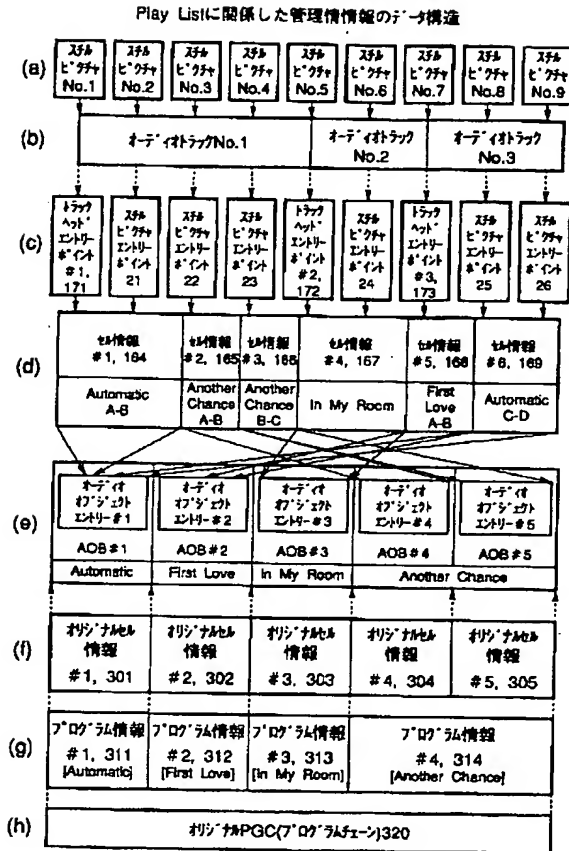 Play Listに関係した管理情情報のデータ構造
(a)
スチルピクチャ No.1
スチルピクチャ No.2
スチルピクチャ No.3
スチルピクチャ No.4
スチルピクチャ No.5
スチルピクチャ No.6
スチルピクチャ No.7
スチルピクチャ No.8
スチルピクチャ No.9
(b)
オーディオトラックNo.1
オーディオトラック No.2
オーディオトラック No.3
(c)
トラックヘッドエントリーポイント #1, 171
スチルピクチャエントリーポイント 21
スチルピクチャエントリーポイント 22
スチルピクチャエントリーポイント 23
トラックヘッドエントリーポイント #2, 172
スチルピクチャエントリーポイント 24
トラックヘッドエントリーポイント #3, 173
スチルピクチャエントリーポイント 25
スチルピクチャエントリーポイント 26
(d)
セル情報 #1, 164
セル情報 #2, 165
セル情報 #3, 166
セル情報 #4, 167
セル情報 #5, 168
セル情報 #6, 169
Automatic A-B
Another Chance A-B
Another Chance B-C
In My Room
First Love A-B
Automatic C-D
(e)
オーディオオブジェクトエントリー#1
オーディオオブジェクトエントリー#2
オーディオオブジェクトエントリー#3
オーディオオブジェクトエントリー#4
オーディオオブジェクトエントリー#5
AOB#1
AOB#2
AOB#3
AOB#4
AOB#5
Automatic
First Love
In My Room
Another Chance
(f)
オリジナルセル情報 #1, 301
オリジナルセル情報 #2, 302
オリジナルセル情報 #3, 303
オリジナルセル情報 #4, 304
オリジナルセル情報 #5, 305
(g)
プログラム情報 #1, 311 [Automatic]
プログラム情報 #2, 312 [First Love]
プログラム情報 #3, 313 [In My Room]
プログラム情報 #4, 314 [Another Chance]
(h)
オリジナルPGC(プログラムチェーン)320